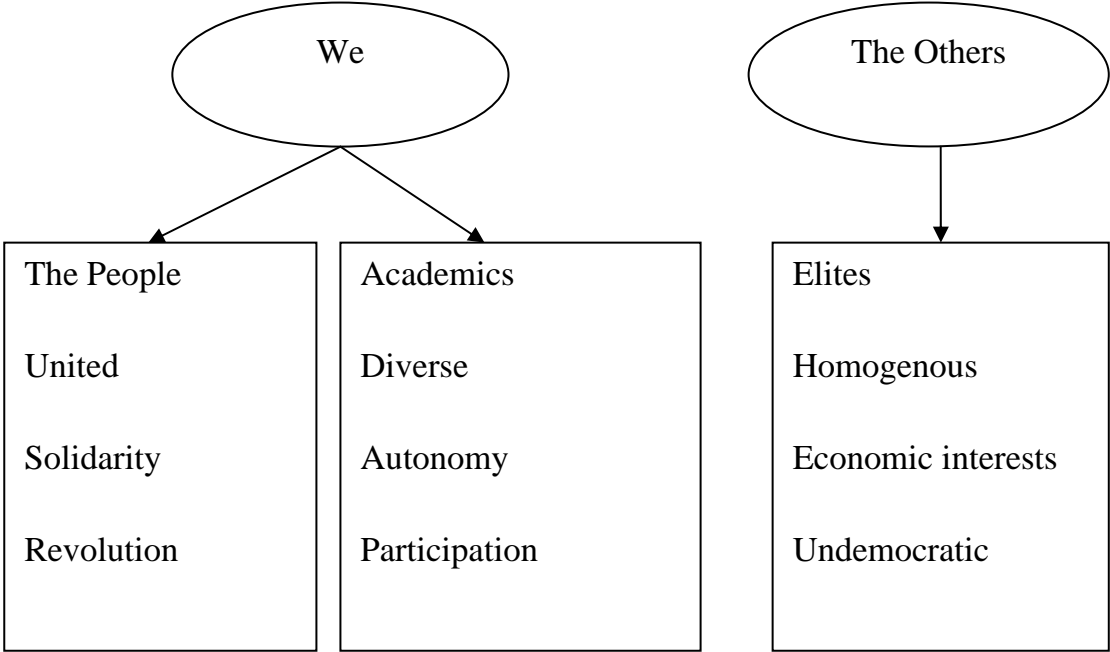 We
The Others
The People
United
Solidarity
Revolution
Academics
Diverse
Autonomy
Participation
Elites
Homogenous
Economic interests
Undemocratic